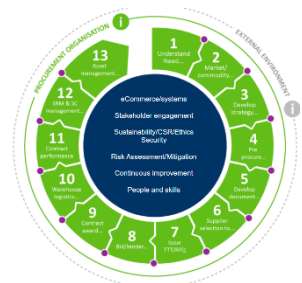 PROCUREMENT ORGANISATION
i
EXTERNAL ENVIRONMENT
i
1
Understand
Need...
2
Market/
commodity...
3
Develop
strategy...
4
Pre
procure...
5
Develop
document...
6
Supplier
selection to...
7
Issue
ITT/RFQ
8
Bid/tender...
9
Contract
award...
10
Warehouse
logistics...
11
Contract
performance
12
SRM & SC
management...
13
Asset
management...
eCommerce/systems
Stakeholder engagement
Sustainability/CSR/Ethics
Security
Risk Assessment/Mitigation
Continuous improvement
People and skills